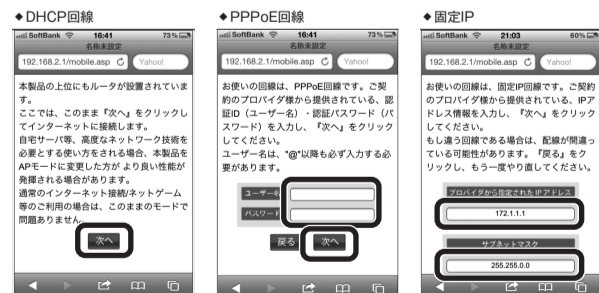 ◆DHCP回線
SoftBank 16:41 73%
名称未設定
192.168.2.1/mobile.asp Yahoo!
本製品の上位にもルータが設置されていま
す。
ここでは、このまま『次へ』をクリックし
てインターネットに接続します。
自宅サーバ等、高度なネットワーク技術を
必要とする使い方をされる場合、本製品を
APモードに変更した方が より良い性能が
発揮される場合があります。
通常のインターネット接続/ネットゲーム
等のご利用の場合は、このままのモードで
問題ありません。
次へ
◆PPPoE回線
SoftBank 16:41 73%
名称未設定
192.168.2.1/mobile.asp Yahoo!
お使いの回線は、PPPoE回線です。ご契
約のプロバイダ様から提供されている、認
証ID（ユーザー名）・認証パスワード（パ
スワード）を入力し、『次へ』をクリック
してください。
ユーザー名は、"@"以降も必ず入力する必
要があります。
ユーザー名
パスワード
戻る 次へ
◆固定IP
SoftBank 21:03 60%
名称未設定
192.168.2.1/mobile.asp Yahoo!
お使いの回線は、固定IP回線です。ご契約
のプロバイダ様から提供されている、IPア
ドレス情報を入力し、『次へ』をクリック
してください。
もし違う回線である場合は、配線が間違っ
ている可能性があります。『戻る』をク
リックし、もう一度やり直してください。
プロバイダから指定された IP アドレス
172.1.1.1
サブネットマスク
255.255.0.0